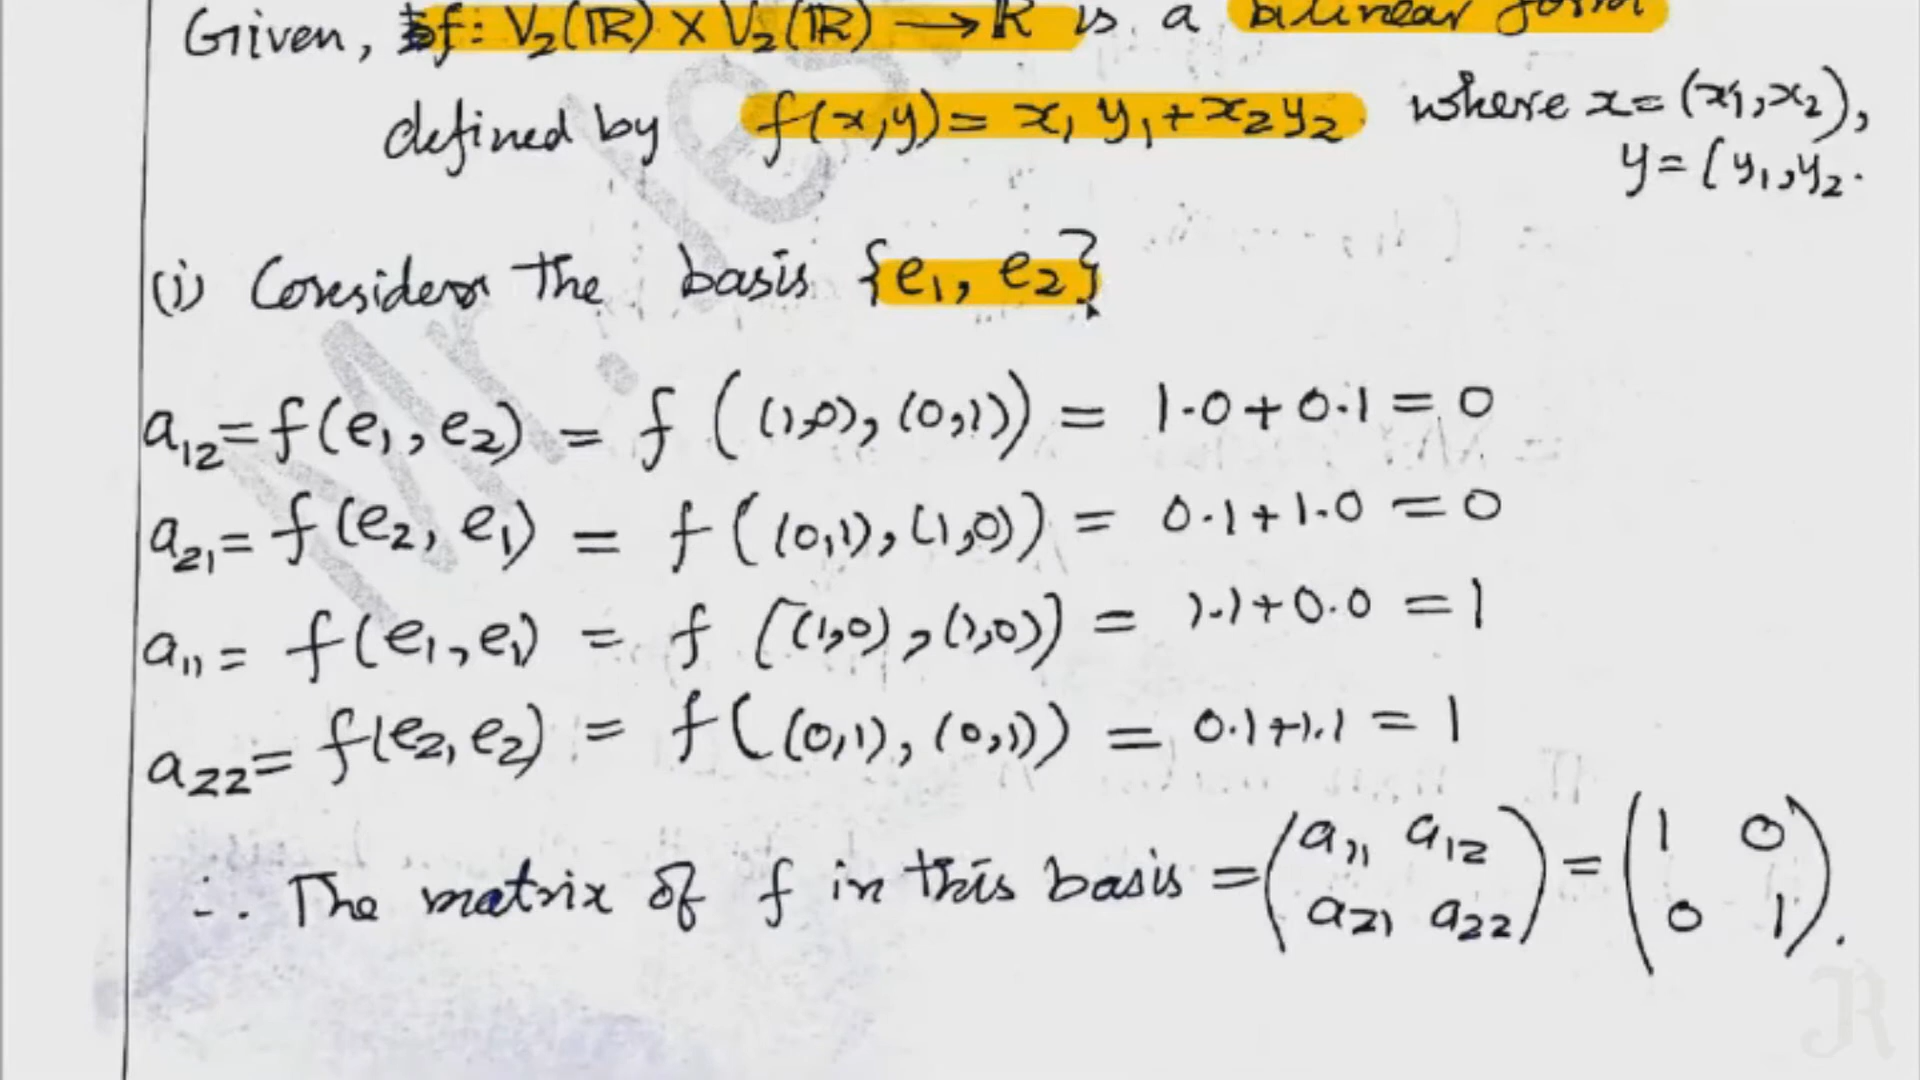 Given, f: V₂(ℝ) × V₂(ℝ) → ℝ is a bilinear form
defined by f(x,y) = x₁y₁+x₂y₂ where x = (x₁,x₂),
y = (y₁,y₂.
(i) Consider the basis {e₁, e₂}
a₁₂ = f(e₁, e₂) = f((1,0), (0,1)) = 1·0 + 0·1 = 0
a₂₁ = f(e₂, e₁) = f((0,1), (1,0)) = 0·1 + 1·0 = 0
a₁₁ = f(e₁, e₁) = f[(1,0), (1,0)] = 1·1 + 0·0 = 1
a₂₂ = f(e₂, e₂) = f((0,1), (0,1)) = 0·1 + 1·1 = 1
∴ The matrix of f in this basis = (a₁₁ a₁₂ = (1 0
a₂₁ a₂₂) 0 1).
Mr.